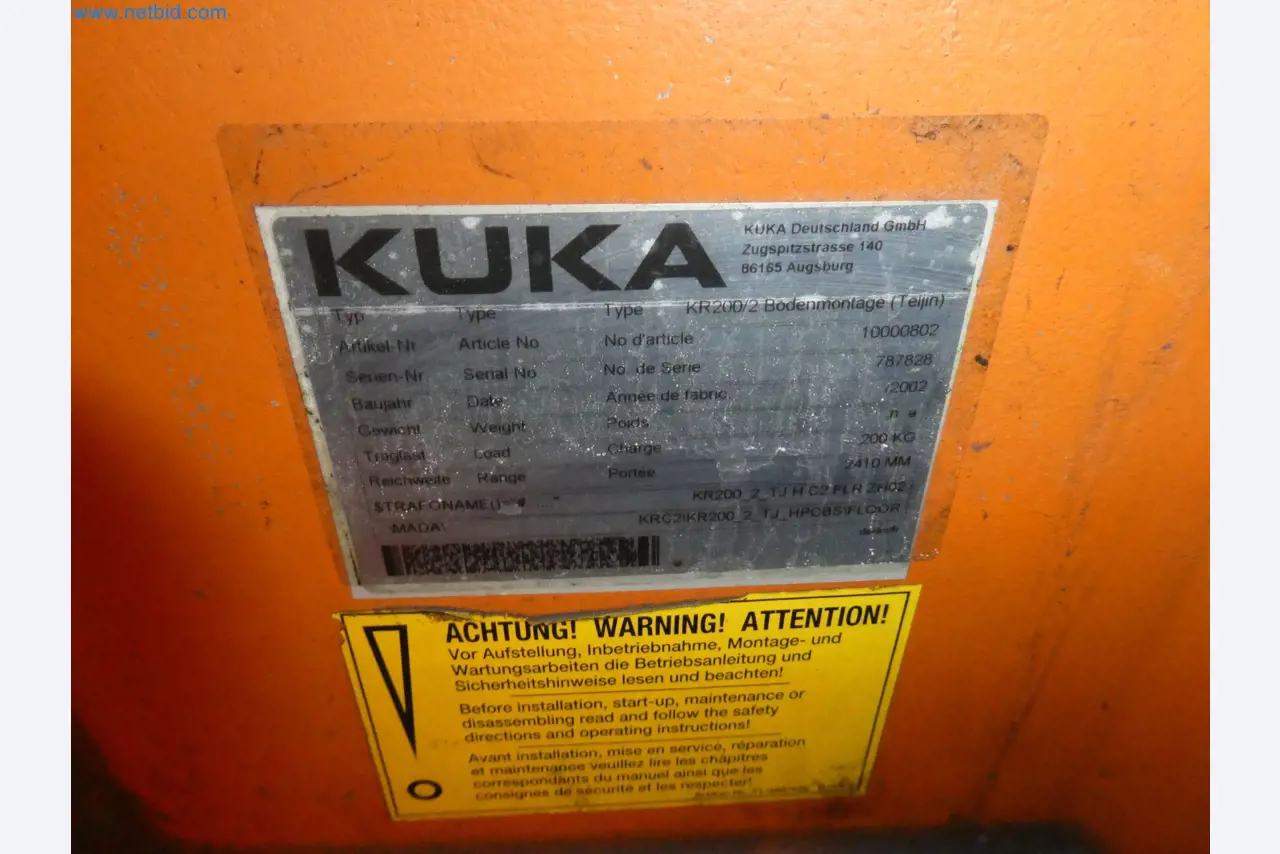 www.netbid.com
KUKA
KUKA Deutschland GmbH
Zugspitzstrasse 140
86165 Augsburg
Typ Type Type KR200/2 Bodenmontage (Teijin)
Artikel-Nr Article No No d'article 10000802
Serien-Nr Serial No No. de Serie 787828
Baujahr Date Année de fabric. /2002
Gewicht Weight Poids
Traglast Load Charge 200 KG
Reichweite Range Portée 2410 MM
$TRAFONAME()="# KR200_2_TJ H C2 FLR ZH02
MADA\ KRC2\KR200_2_TJ_HPCBS\FLOOR
ACHTUNG! WARNING! ATTENTION!
Vor Aufstellung, Inbetriebnahme, Montage- und
Wartungsarbeiten die Betriebsanleitung und
Sicherheitshinweise lesen und beachten!
Before installation, start-up, maintenance or
disassembling read and follow the safety
directions and operating instructions!
Avant installation, mise en service, réparation
et maintenance veuillez lire les chapitres
correspondants du manuel ainsi que les
consignes de sécurité et les respecter!